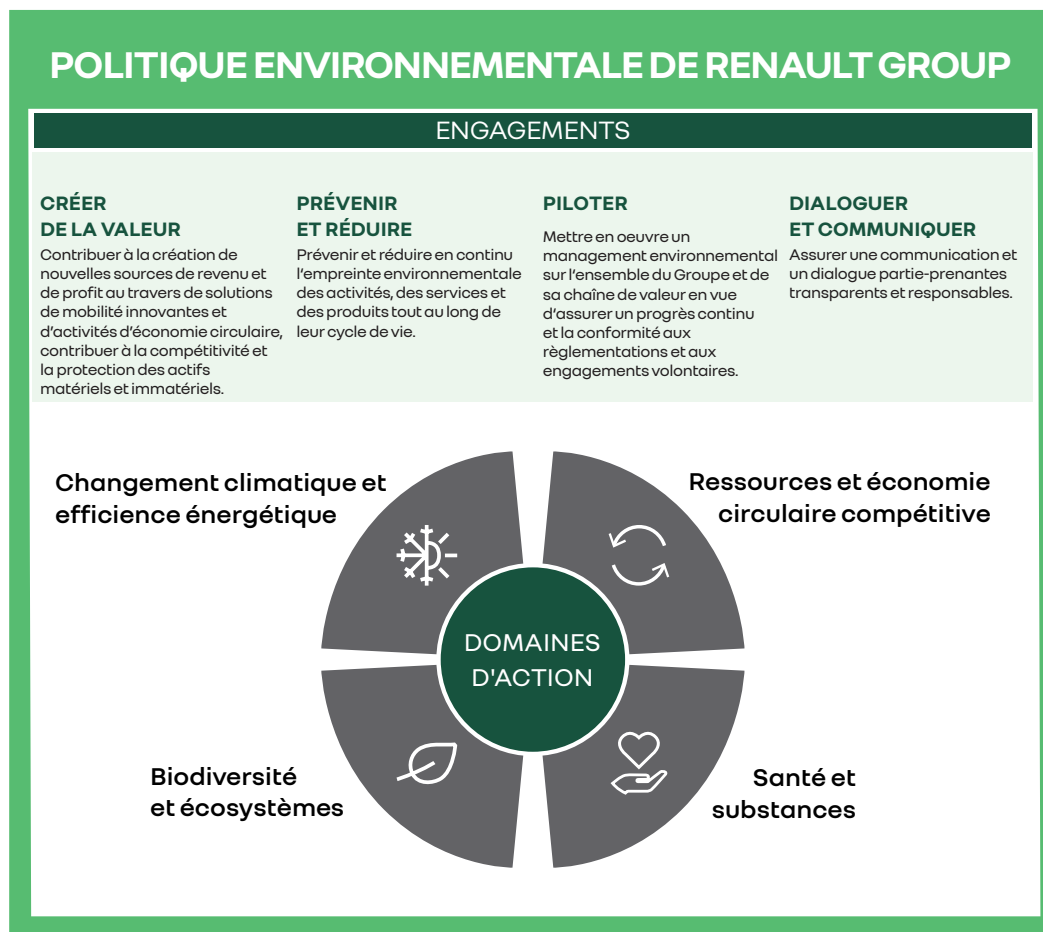 POLITIQUE ENVIRONNEMENTALE DE RENAULT GROUP
ENGAGEMENTS
CRÉER
DE LA VALEUR
Contribuer à la création de
nouvelles sources de revenu et
de profit au travers de solutions
de mobilité innovantes et
d'activités d'économie circulaire,
contribuer à la compétitivité et
la protection des actifs
matériels et immatériels.
PRÉVENIR
ET RÉDUIRE
Prévenir et réduire en continu
l'empreinte environnementale
des activités, des services et
des produits tout au long de
leur cycle de vie.
PILOTER
Mettre en oeuvre un
management environnemental
sur l'ensemble du Groupe et de
sa chaîne de valeur en vue
d'assurer un progrès continu
et la conformité aux
règlementations et aux
engagements volontaires.
DIALOGUER
ET COMMUNIQUER
Assurer une communication et
un dialogue partie-prenantes
transparents et responsables.
Changement climatique et
efficience énergétique
Ressources et économie
circulaire compétitive
DOMAINES
D'ACTION
Biodiversité
et écosystèmes
Santé et
substances